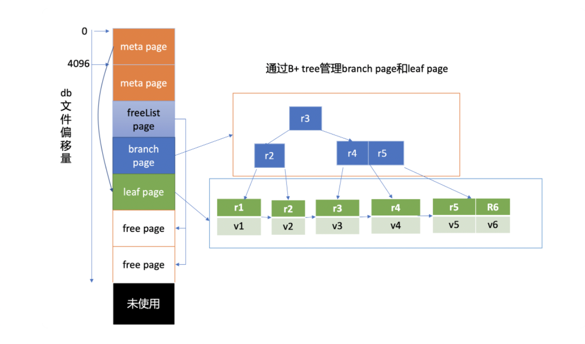 0
4096
db
文
件
偏
移
量
meta page
meta page
freeList
page
branch
page
leaf page
free page
free page
未使用
通过B+ tree管理branch page和leaf page
r3
r2
r4 r5
r1 r2 r3 r4 r5 R6
v1 v2 v3 v4 v5 v6